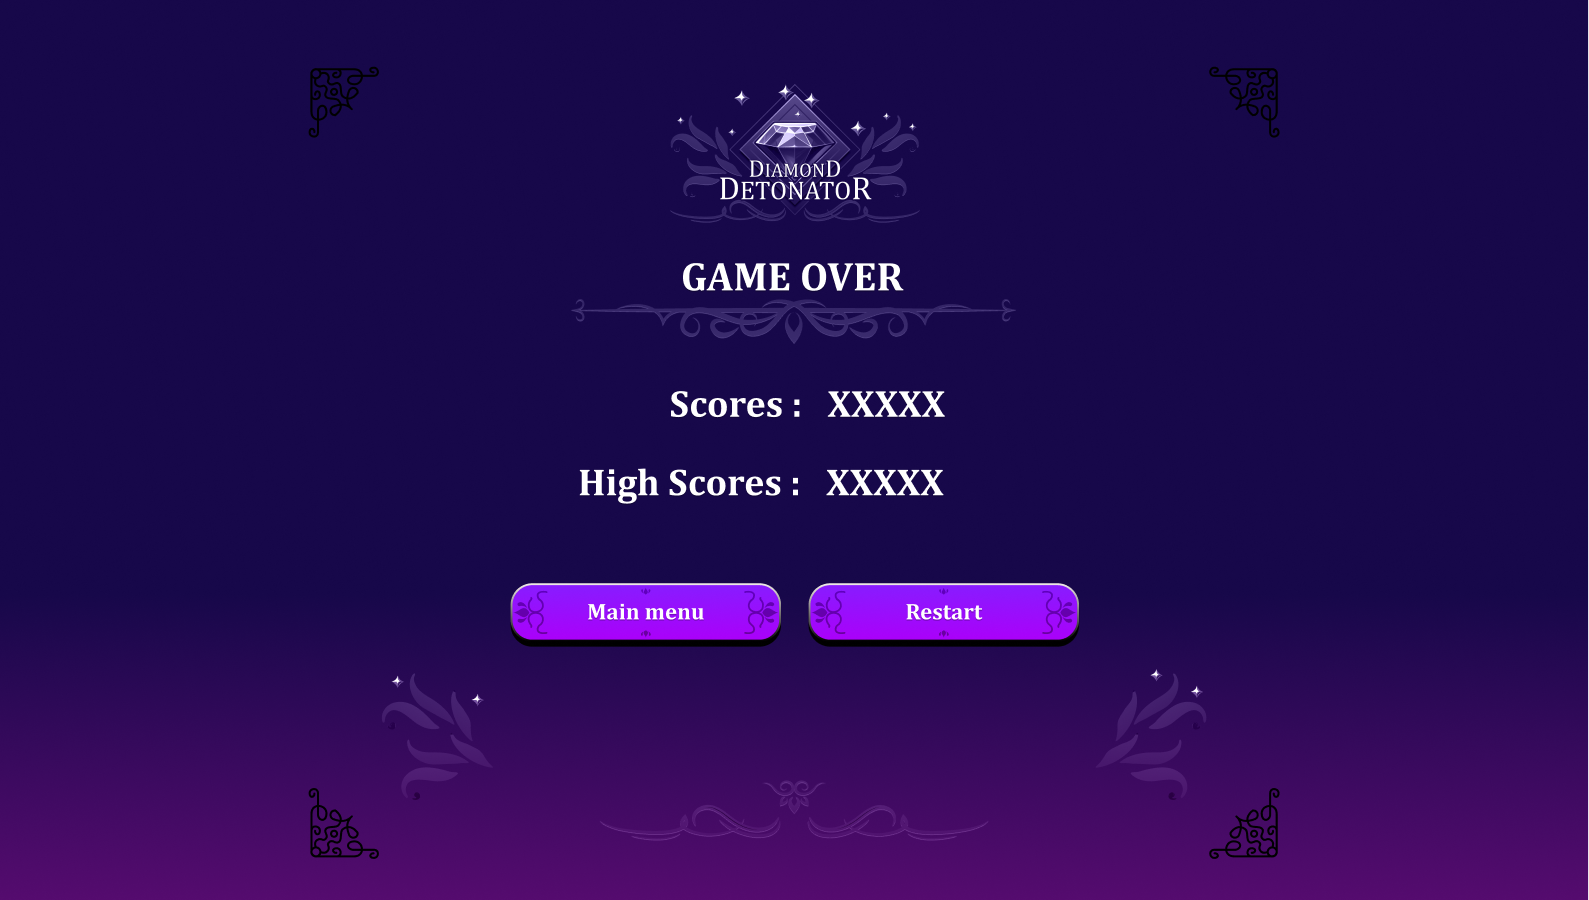 DIAMOND
DETONATOR
GAME OVER
Scores : XXXXX
High Scores : XXXXX
Main menu
Restart